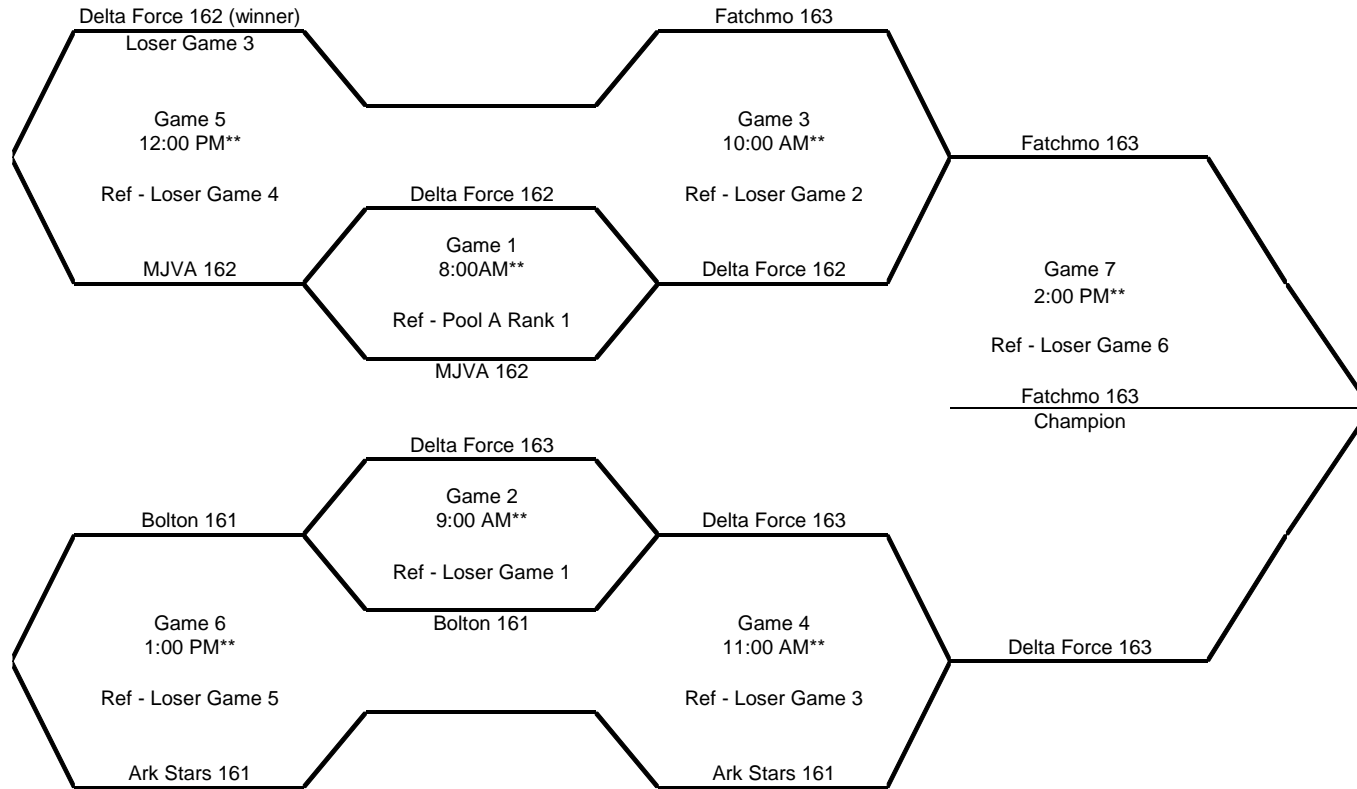 Delta Force 162 (winner)
Loser Game 3
Fatchmo 163
Game 5
12:00 PM**
Ref - Loser Game 4
Game 3
10:00 AM**
Ref - Loser Game 2
Fatchmo 163
Delta Force 162
Game 1
8:00AM**
Ref - Pool A Rank 1
MJVA 162
MJVA 162
Delta Force 162
Game 7
2:00 PM**
Ref - Loser Game 6
Fatchmo 163
Champion
Delta Force 163
Game 2
9:00 AM**
Ref - Loser Game 1
Bolton 161
Bolton 161
Delta Force 163
Game 6
1:00 PM**
Ref - Loser Game 5
Game 4
11:00 AM**
Ref - Loser Game 3
Delta Force 163
Ark Stars 161
Ark Stars 161